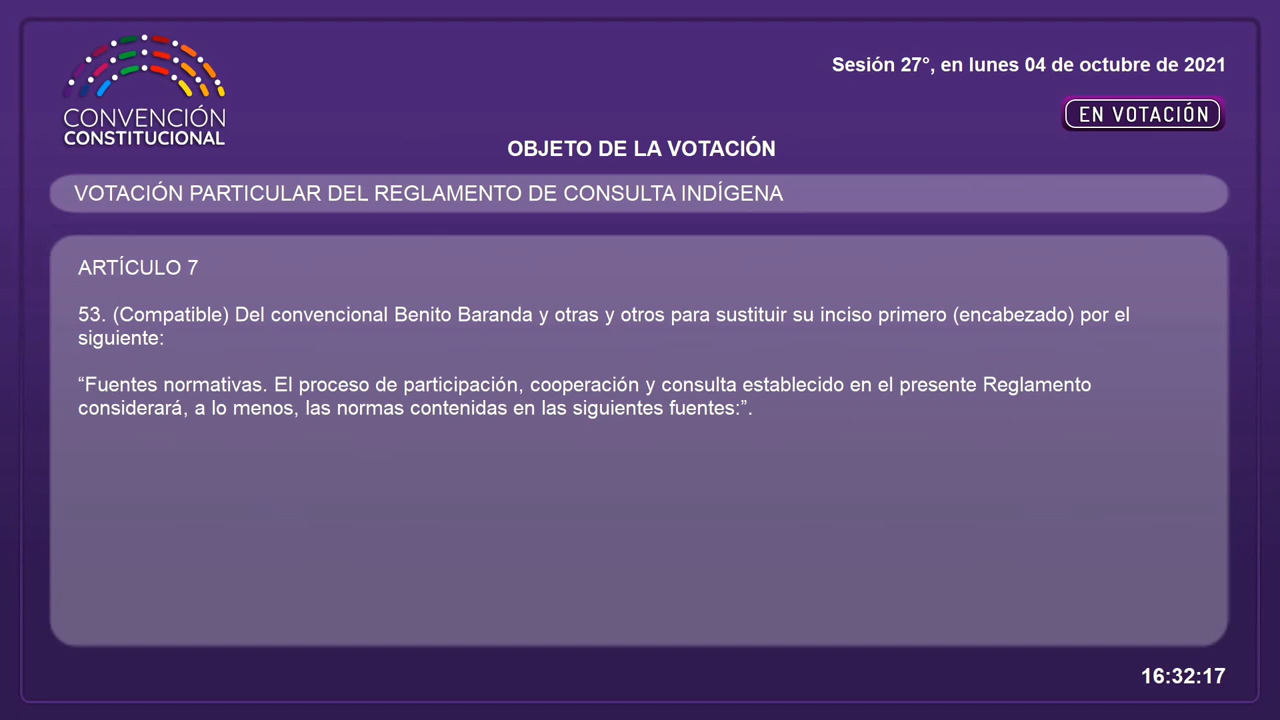 CONVENCIÓN
CONSTITUCIONAL
Sesión 27°, en lunes 04 de octubre de 2021
EN VOTACIÓN
OBJETO DE LA VOTACIÓN
VOTACIÓN PARTICULAR DEL REGLAMENTO DE CONSULTA INDÍGENA
ARTÍCULO 7
53. (Compatible) Del convencional Benito Baranda y otras y otros para sustituir su inciso primero (encabezado) por el
siguiente:
“Fuentes normativas. El proceso de participación, cooperación y consulta establecido en el presente Reglamento
considerará, a lo menos, las normas contenidas en las siguientes fuentes:”.
16:32:17